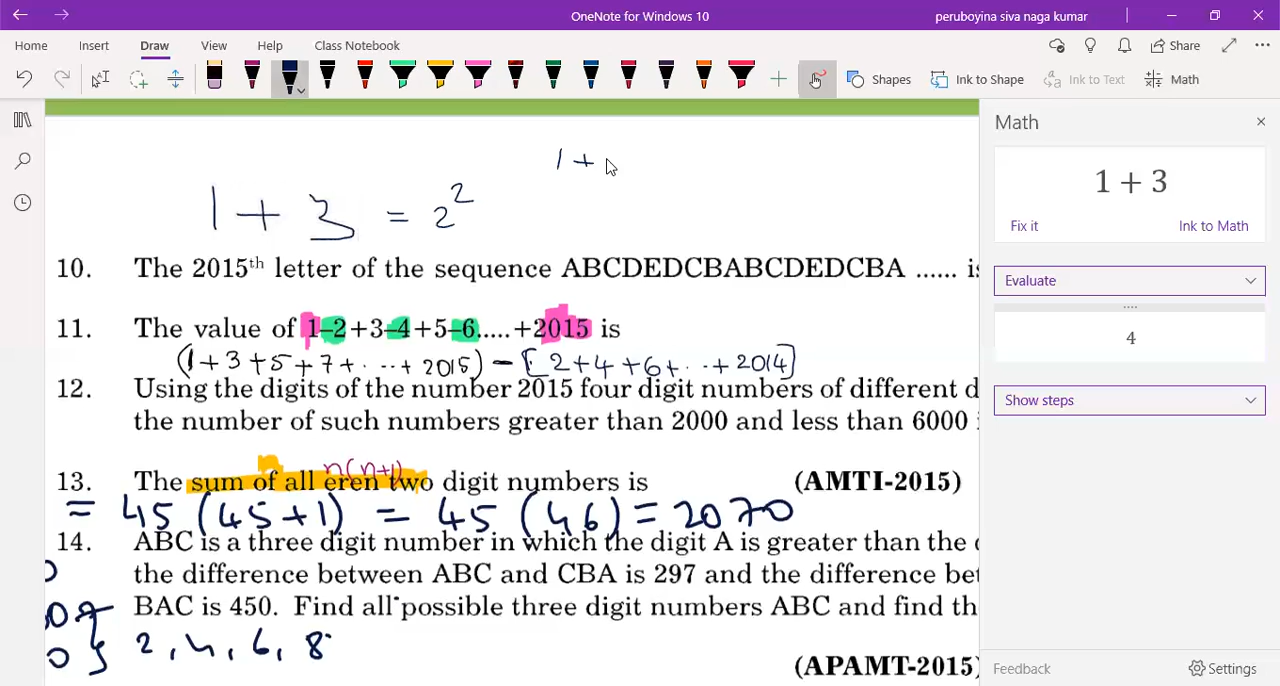 OneNote for Windows 10
peruboyina siva naga kumar
Home Insert Draw View Help Class Notebook
Share
Shapes Ink to Shape Ink to Text Math
Math
1 + 3
Fix it Ink to Math
Evaluate
4
Show steps
Feedback Settings
1 +
1 + 3 = 2²
10. The 2015th letter of the sequence ABCDEDCBABCDEDCBA ...... is
11. The value of 1–2+3–4+5–6.....+2015 is
(1+3+5+7+.. ..+2015) – [2+4+6+.. ..+2014]
12. Using the digits of the number 2015 four digit numbers of different d
the number of such numbers greater than 2000 and less than 6000
n n(n+1)
13. The sum of all eren two digit numbers is (AMTI-2015)
= 45 (45+1) = 45 (46) = 2070
14. ABC is a three digit number in which the digit A is greater than the
the difference between ABC and CBA is 297 and the difference be
BAC is 450. Find all possible three digit numbers ABC and find th
2, 4, 6, 8
(APAMT-2015)